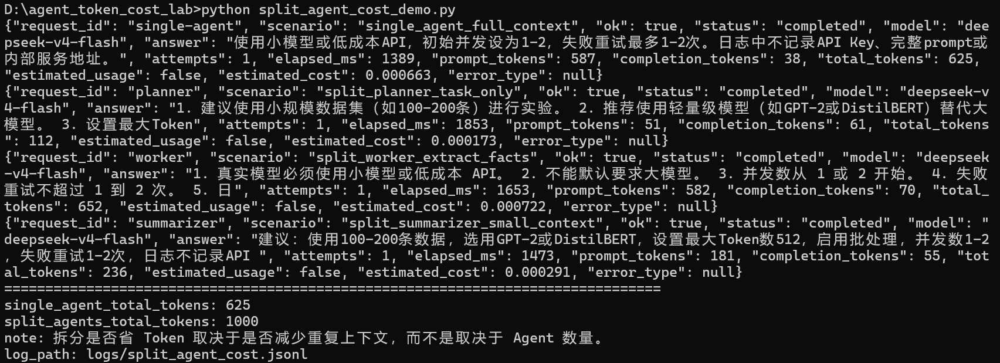 D:\agent_token_cost_lab>python split_agent_cost_demo.py
{"request_id": "single-agent", "scenario": "single_agent_full_context", "ok": true, "status": "completed", "model": "dee
pseek-v4-flash", "answer": "使用小模型或低成本API，初始并发设为1-2，失败重试最多1-2次。日志中不记录API Key、完整prompt或
内部服务地址。", "attempts": 1, "elapsed_ms": 1389, "prompt_tokens": 587, "completion_tokens": 38, "total_tokens": 625,
"estimated_usage": false, "estimated_cost": 0.000663, "error_type": null}
{"request_id": "planner", "scenario": "split_planner_task_only", "ok": true, "status": "completed", "model": "deepseek-v
4-flash", "answer": "1. 建议使用小规模数据集（如100-200条）进行实验。 2. 推荐使用轻量级模型（如GPT-2或DistilBERT）替代大
模型。 3. 设置最大Token", "attempts": 1, "elapsed_ms": 1853, "prompt_tokens": 51, "completion_tokens": 61, "total_tokens
": 112, "estimated_usage": false, "estimated_cost": 0.000173, "error_type": null}
{"request_id": "worker", "scenario": "split_worker_extract_facts", "ok": true, "status": "completed", "model": "deepseek
-v4-flash", "answer": "1. 真实模型必须使用小模型或低成本 API。 2. 不能默认要求大模型。 3. 并发数从 1 或 2 开始。 4. 失败
重试不超过 1 到 2 次。 5. 日", "attempts": 1, "elapsed_ms": 1653, "prompt_tokens": 582, "completion_tokens": 70, "total_
tokens": 652, "estimated_usage": false, "estimated_cost": 0.000722, "error_type": null}
{"request_id": "summarizer", "scenario": "split_summarizer_small_context", "ok": true, "status": "completed", "model": "
deepseek-v4-flash", "answer": "建议：使用100-200条数据，选用GPT-2或DistilBERT，设置最大Token数512，启用批处理，并发数1-2
，失败重试1-2次，日志不记录API ", "attempts": 1, "elapsed_ms": 1473, "prompt_tokens": 181, "completion_tokens": 55, "tot
al_tokens": 236, "estimated_usage": false, "estimated_cost": 0.000291, "error_type": null}
================================================================================
single_agent_total_tokens: 625
split_agents_total_tokens: 1000
note: 拆分是否省 Token 取决于是否减少重复上下文，而不是取决于 Agent 数量。
log_path: logs/split_agent_cost.jsonl